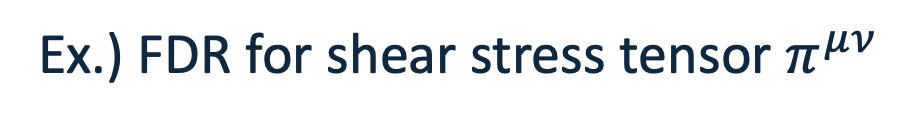 Ex.) FDR for shear stress tensor π^{μν}